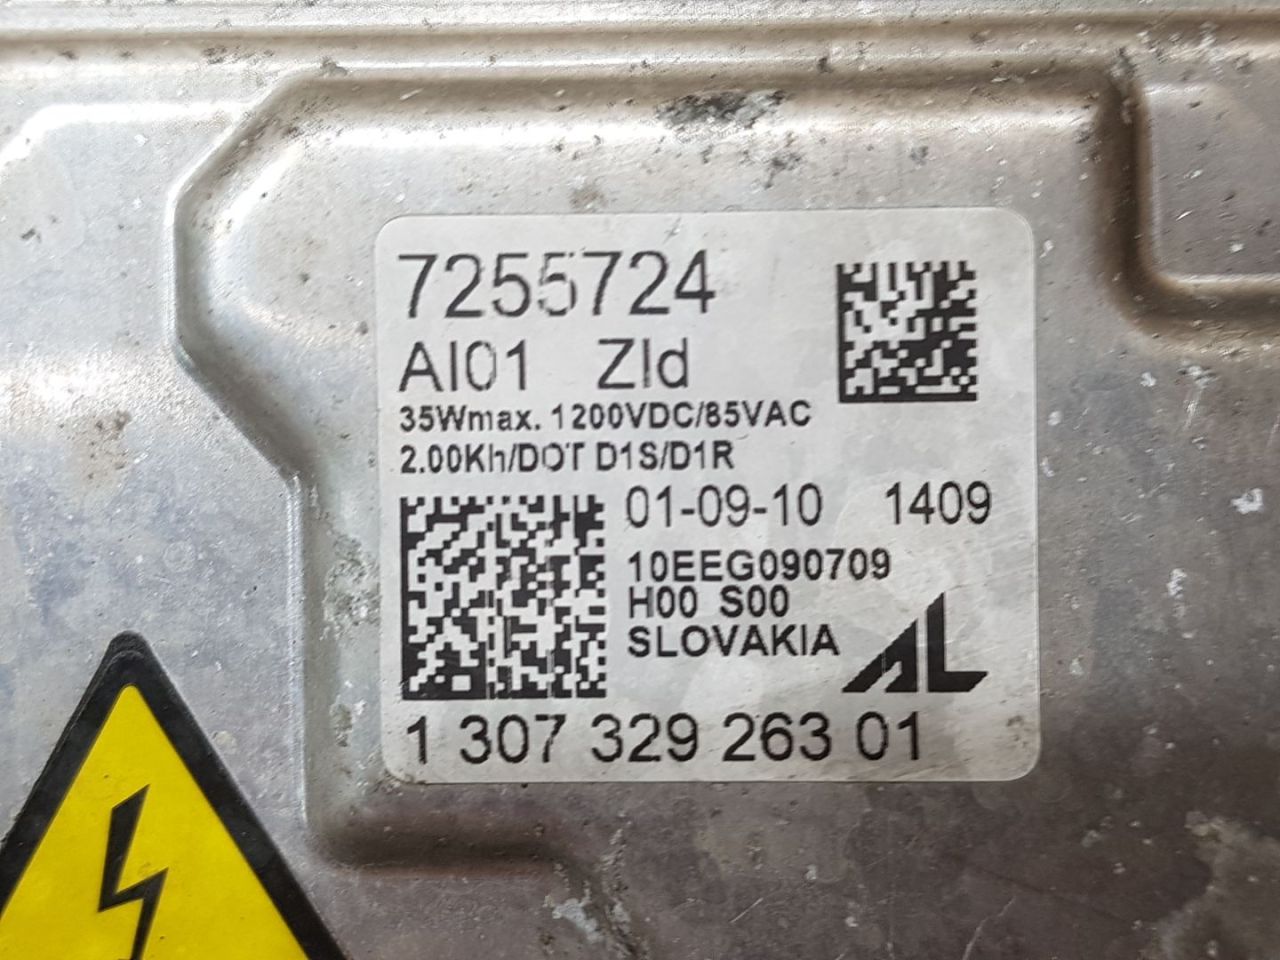 7255724
AI01 ZId
35Wmax. 1200VDC/85VAC
2.00Kh/DOT D1S/D1R
01-09-10 1409
10EEG090709
H00 S00
SLOVAKIA
AL
1 307 329 263 01